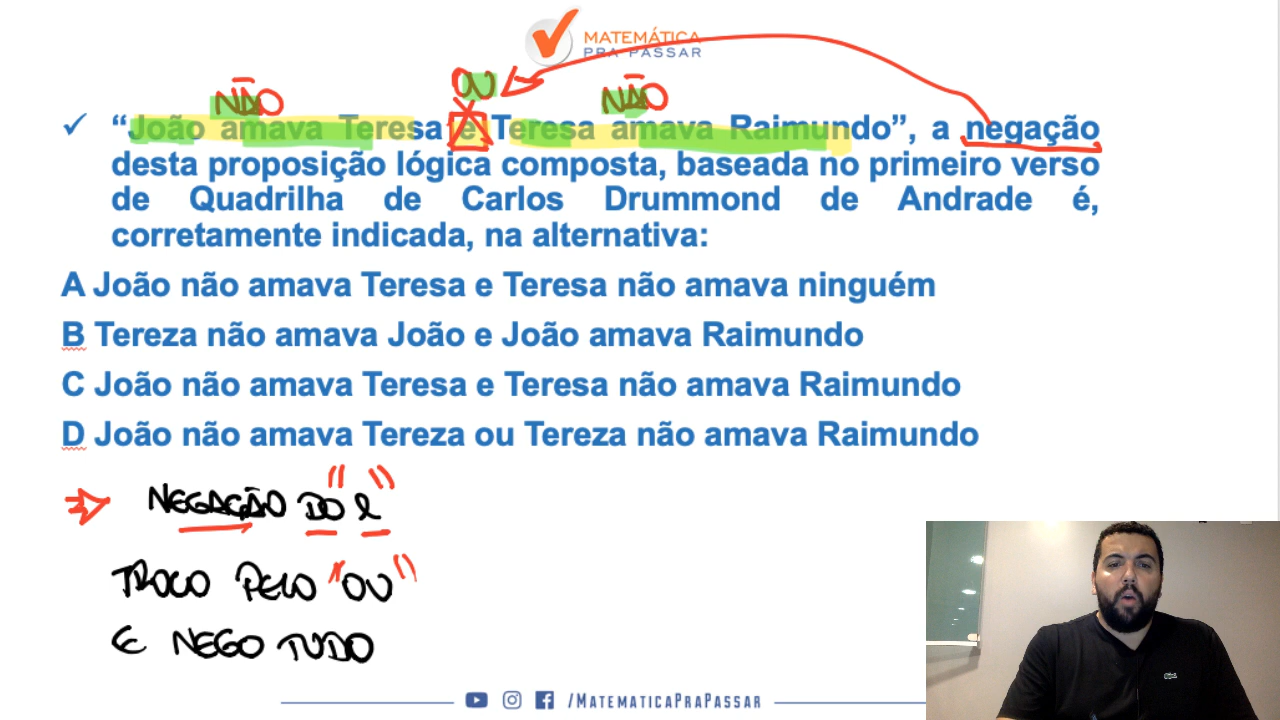 MATEMÁTICA
PRA PASSAR
NÃO OU NÃO
✓ “João amava Teresa e Teresa amava Raimundo”, a negação
desta proposição lógica composta, baseada no primeiro verso
de Quadrilha de Carlos Drummond de Andrade é,
corretamente indicada, na alternativa:
A João não amava Teresa e Teresa não amava ninguém
B Tereza não amava João e João amava Raimundo
C João não amava Teresa e Teresa não amava Raimundo
D João não amava Tereza ou Tereza não amava Raimundo
⇒ NEGAÇÃO DO "e"
TROCO PELO "OU"
E NEGO TUDO
/MATEMATICAPRAPASSAR